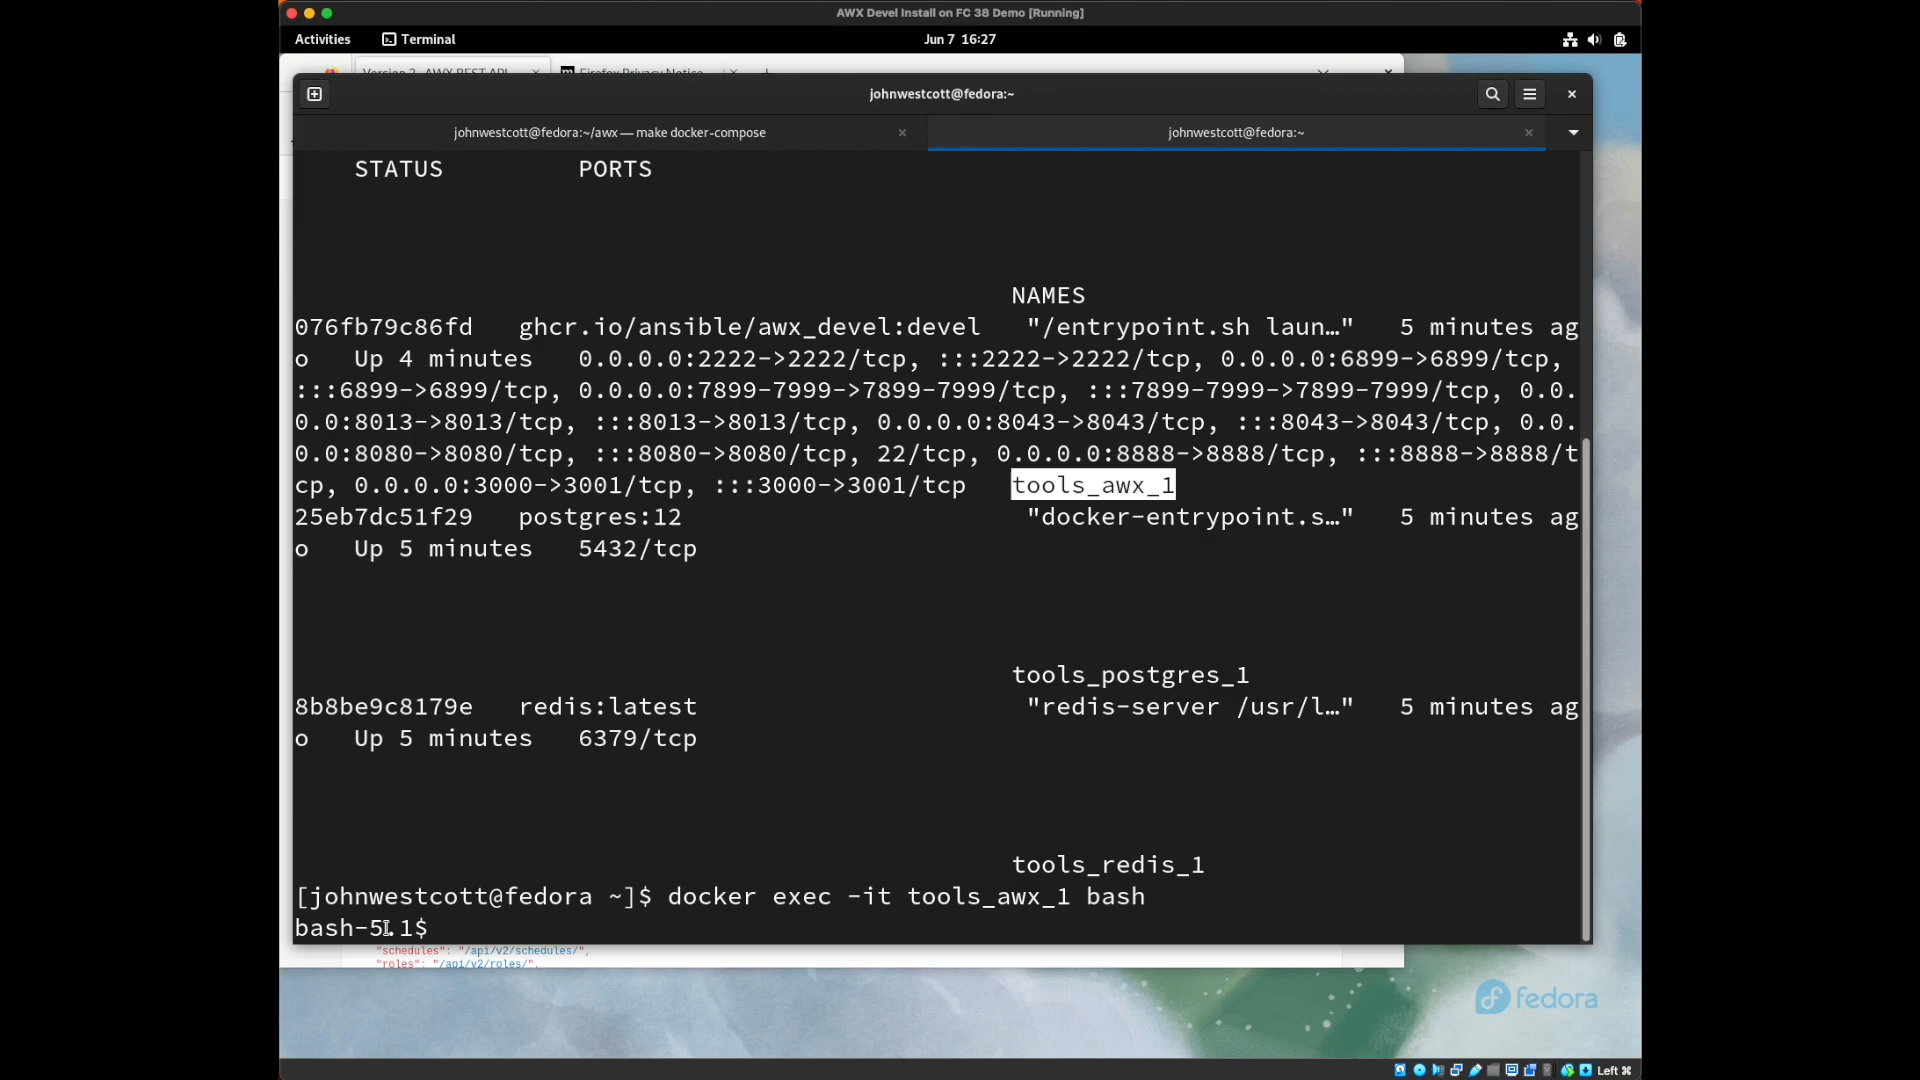 AWX Devel Install on FC 38 Demo [Running]
Activities Terminal Jun 7 16:27
Version 2 · AWX REST API Firefox Privacy Notice
johnwestcott@fedora:~
johnwestcott@fedora:~/awx — make docker-compose johnwestcott@fedora:~
STATUS PORTS
NAMES
076fb79c86fd ghcr.io/ansible/awx_devel:devel "/entrypoint.sh laun…" 5 minutes ag
o Up 4 minutes 0.0.0.0:2222->2222/tcp, :::2222->2222/tcp, 0.0.0.0:6899->6899/tcp,
:::6899->6899/tcp, 0.0.0.0:7899-7999->7899-7999/tcp, :::7899-7999->7899-7999/tcp, 0.0.
0.0:8013->8013/tcp, :::8013->8013/tcp, 0.0.0.0:8043->8043/tcp, :::8043->8043/tcp, 0.0.
0.0:8080->8080/tcp, :::8080->8080/tcp, 22/tcp, 0.0.0.0:8888->8888/tcp, :::8888->8888/t
cp, 0.0.0.0:3000->3001/tcp, :::3000->3001/tcp tools_awx_1
25eb7dc51f29 postgres:12 "docker-entrypoint.s…" 5 minutes ag
o Up 5 minutes 5432/tcp
tools_postgres_1
8b8be9c8179e redis:latest "redis-server /usr/l…" 5 minutes ag
o Up 5 minutes 6379/tcp
tools_redis_1
[johnwestcott@fedora ~]$ docker exec -it tools_awx_1 bash
bash-5.1$
"schedules": "/api/v2/schedules/",
"roles": "/api/v2/roles/",
fedora
Left ⌘